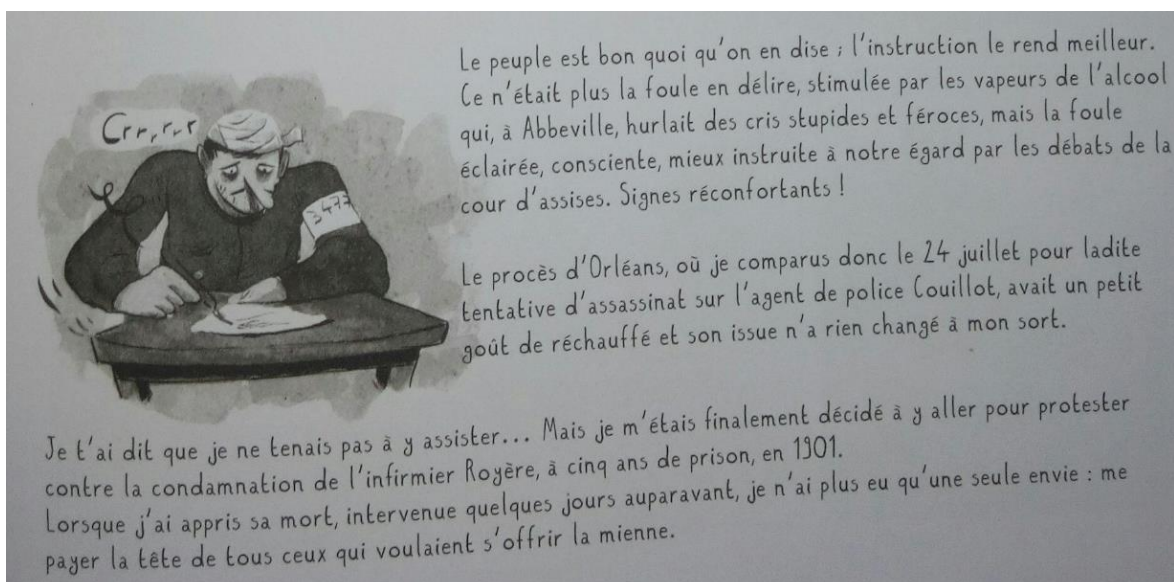 Le peuple est bon quoi qu'on en dise ; l'instruction le rend meilleur.
Ce n'était plus la foule en délire, stimulée par les vapeurs de l'alcool
qui, à Abbeville, hurlait des cris stupides et féroces, mais la foule
éclairée, consciente, mieux instruite à notre égard par les débats de la
cour d'assises. Signes réconfortants !
Crr,r,r
3477
Le procès d'Orléans, où je comparus donc le 24 juillet pour ladite
tentative d'assassinat sur l'agent de police Couillot, avait un petit
goût de réchauffé et son issue n'a rien changé à mon sort.
Je t'ai dit que je ne tenais pas à y assister... Mais je m'étais finalement décidé à y aller pour protester
contre la condamnation de l'infirmier Royère, à cinq ans de prison, en 1901.
Lorsque j'ai appris sa mort, intervenue quelques jours auparavant, je n'ai plus eu qu'une seule envie : me
payer la tête de tous ceux qui voulaient s'offrir la mienne.